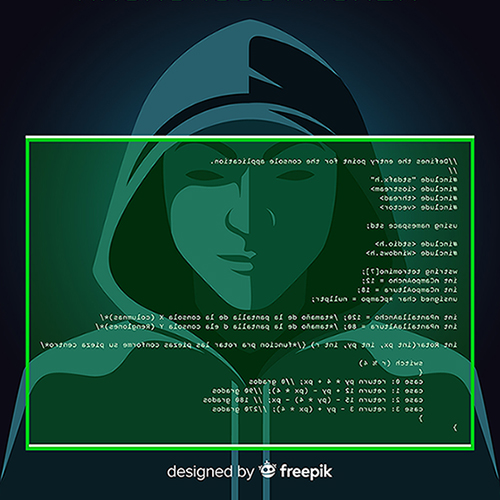 //Defines the entry point for the console application.
//
#include "stdafx.h"
#include <iostream>
#include <thread>
#include <vector>
using namespace std;
#include <stdio.h>
#include <Windows.h>
wstring tetromino[7];
int nCampoAncho = 12;
int nCampoAltura = 18;
unsigned char *pCampo = nullptr;
int nPantallaAncho = 120; /*tamaño de la pantalla de la consola X (columnas)*/
int nPantallaAltura = 80; /*tamaño de la pantalla de la ela consola Y (Renglones)*/
int Rota(int px, int py, int r) {/*funcion pra rotar las piezas conforme su pieza centro*/
switch (r % 4)
{
case 0: return py * 4 + px; //0 grados
case 1: return 12 + py - (px * 4); //90 grados
case 2: return 15 - (py * 4) - px; // 180 grados
case 3: return 3 - py + (px * 4); //270 grados
}
}
designed by freepik